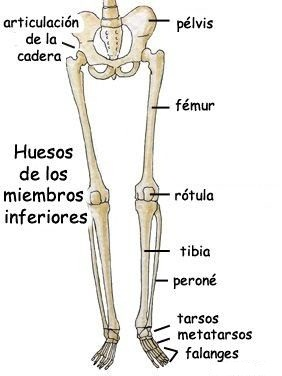 articulación
de la
cadera
pélvis
fémur
Huesos
de los
miembros
inferiores
rótula
tibia
peroné
tarsos
metatarsos
falanges